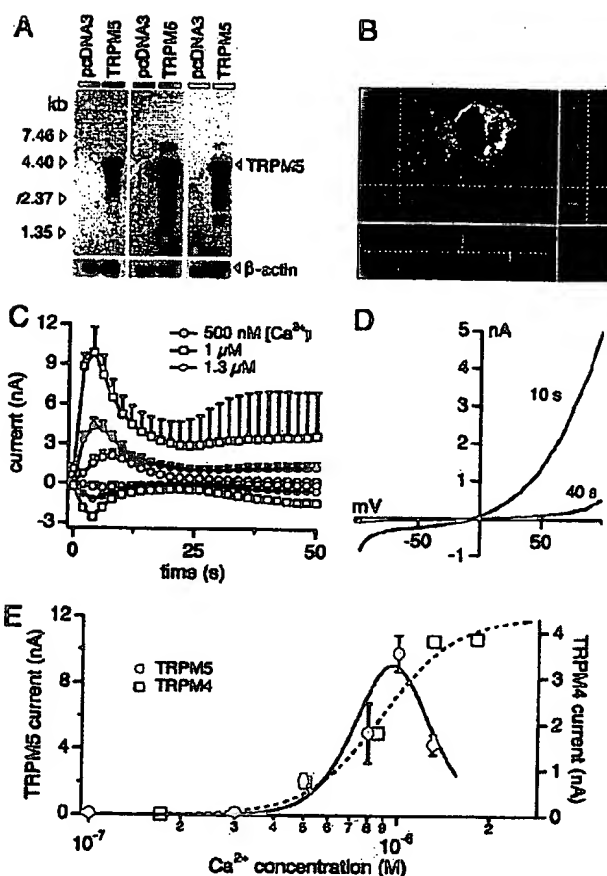 A
pcDNA3
TRPM5
pcDNA3
TRPM5
pcDNA3
TRPM5
kb
7.46
4.40
2.37
1.35
TRPM5
β-actin
B
C
current (nA)
12
9
6
3
0
-3
500 nM [Ca²⁺]i
1 µM
1.3 µM
0
25
50
time (s)
D
nA
5
4
3
2
1
-1
10 s
40 s
mV
-50
50
E
TRPM5 current (nA)
12
8
4
0
TRPM5
TRPM4
TRPM4 current (nA)
4
3
2
1
0
10⁻⁷
2
3
4
5
6
7
8
9
10⁻⁶
2
Ca²⁺ concentration (M)